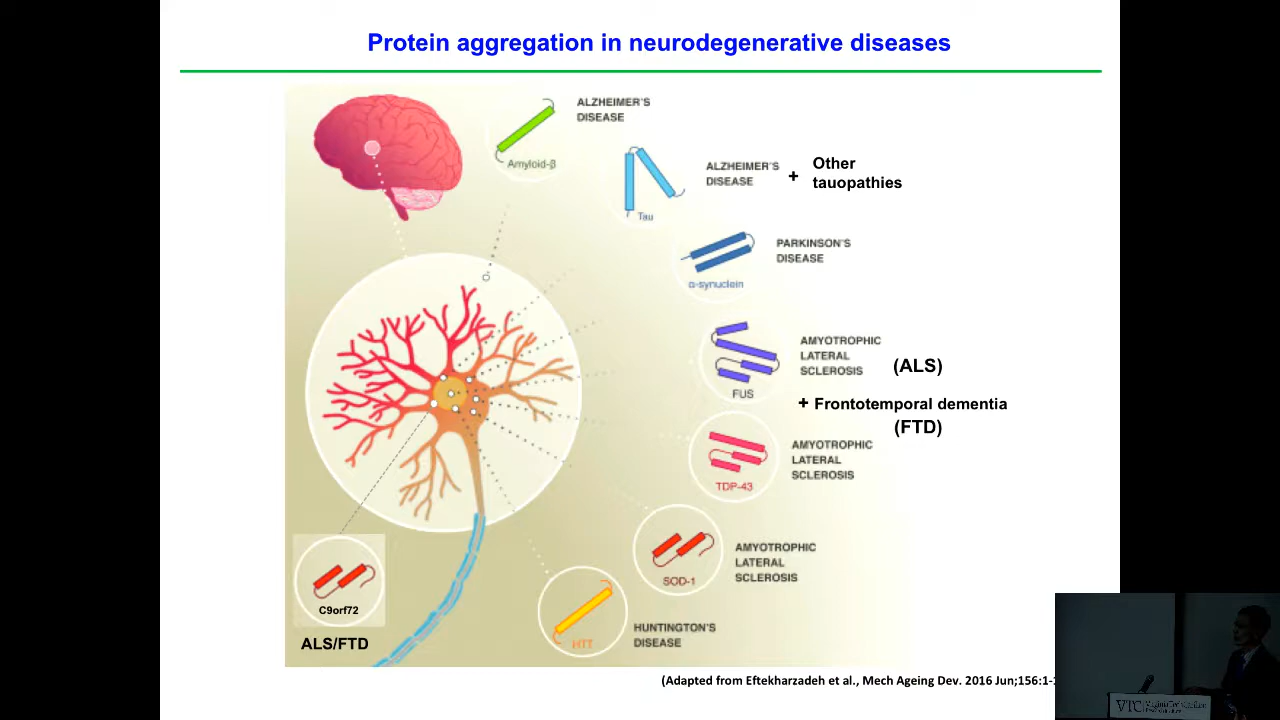 Protein aggregation in neurodegenerative diseases
ALZHEIMER'S
DISEASE
Amyloid-β
ALZHEIMER'S
DISEASE
+
Other
tauopathies
Tau
PARKINSON'S
DISEASE
α-synuclein
AMYOTROPHIC
LATERAL
SCLEROSIS
(ALS)
FUS
+ Frontotemporal dementia
(FTD)
AMYOTROPHIC
LATERAL
SCLEROSIS
TDP-43
AMYOTROPHIC
LATERAL
SCLEROSIS
SOD-1
C9orf72
ALS/FTD
HUNTINGTON'S
DISEASE
HTT
(Adapted from Eftekharzadeh et al., Mech Ageing Dev. 2016 Jun;156:1-
VTC